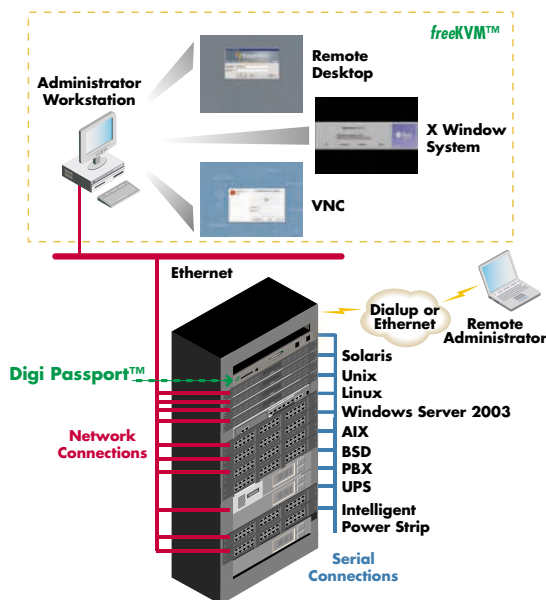 freeKVM™
Administrator
Workstation
Remote
Desktop
X Window
System
VNC
Ethernet
Dialup or
Ethernet
Remote
Administrator
Digi Passport™
Solaris
Unix
Linux
Windows Server 2003
AIX
BSD
PBX
UPS
Intelligent
Power Strip
Network
Connections
Serial
Connections